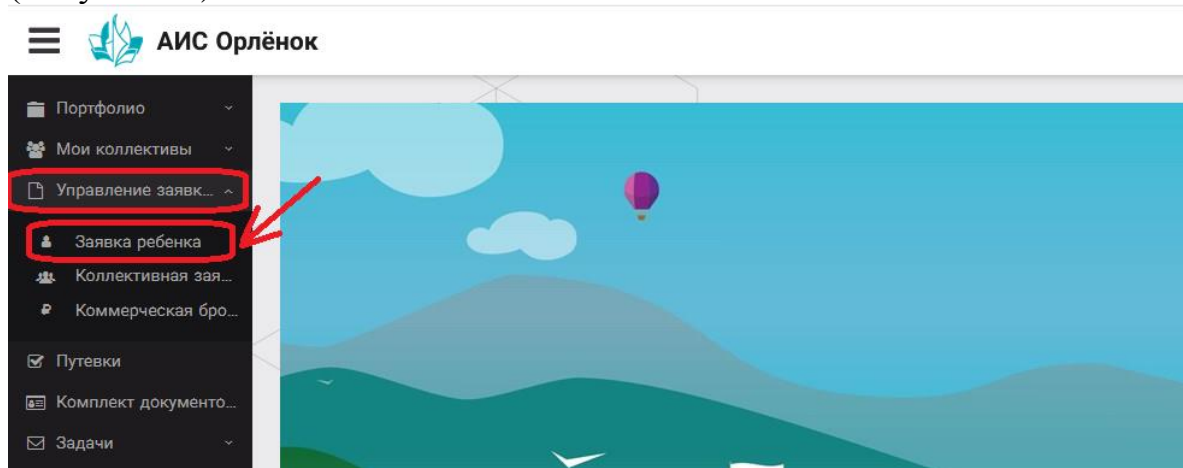 АИС Орлёнок
Портфолио
Мои коллективы
Управление заявк...
Заявка ребенка
Коллективная зая...
Коммерческая бро...
Путевки
Комплект документо...
Задачи